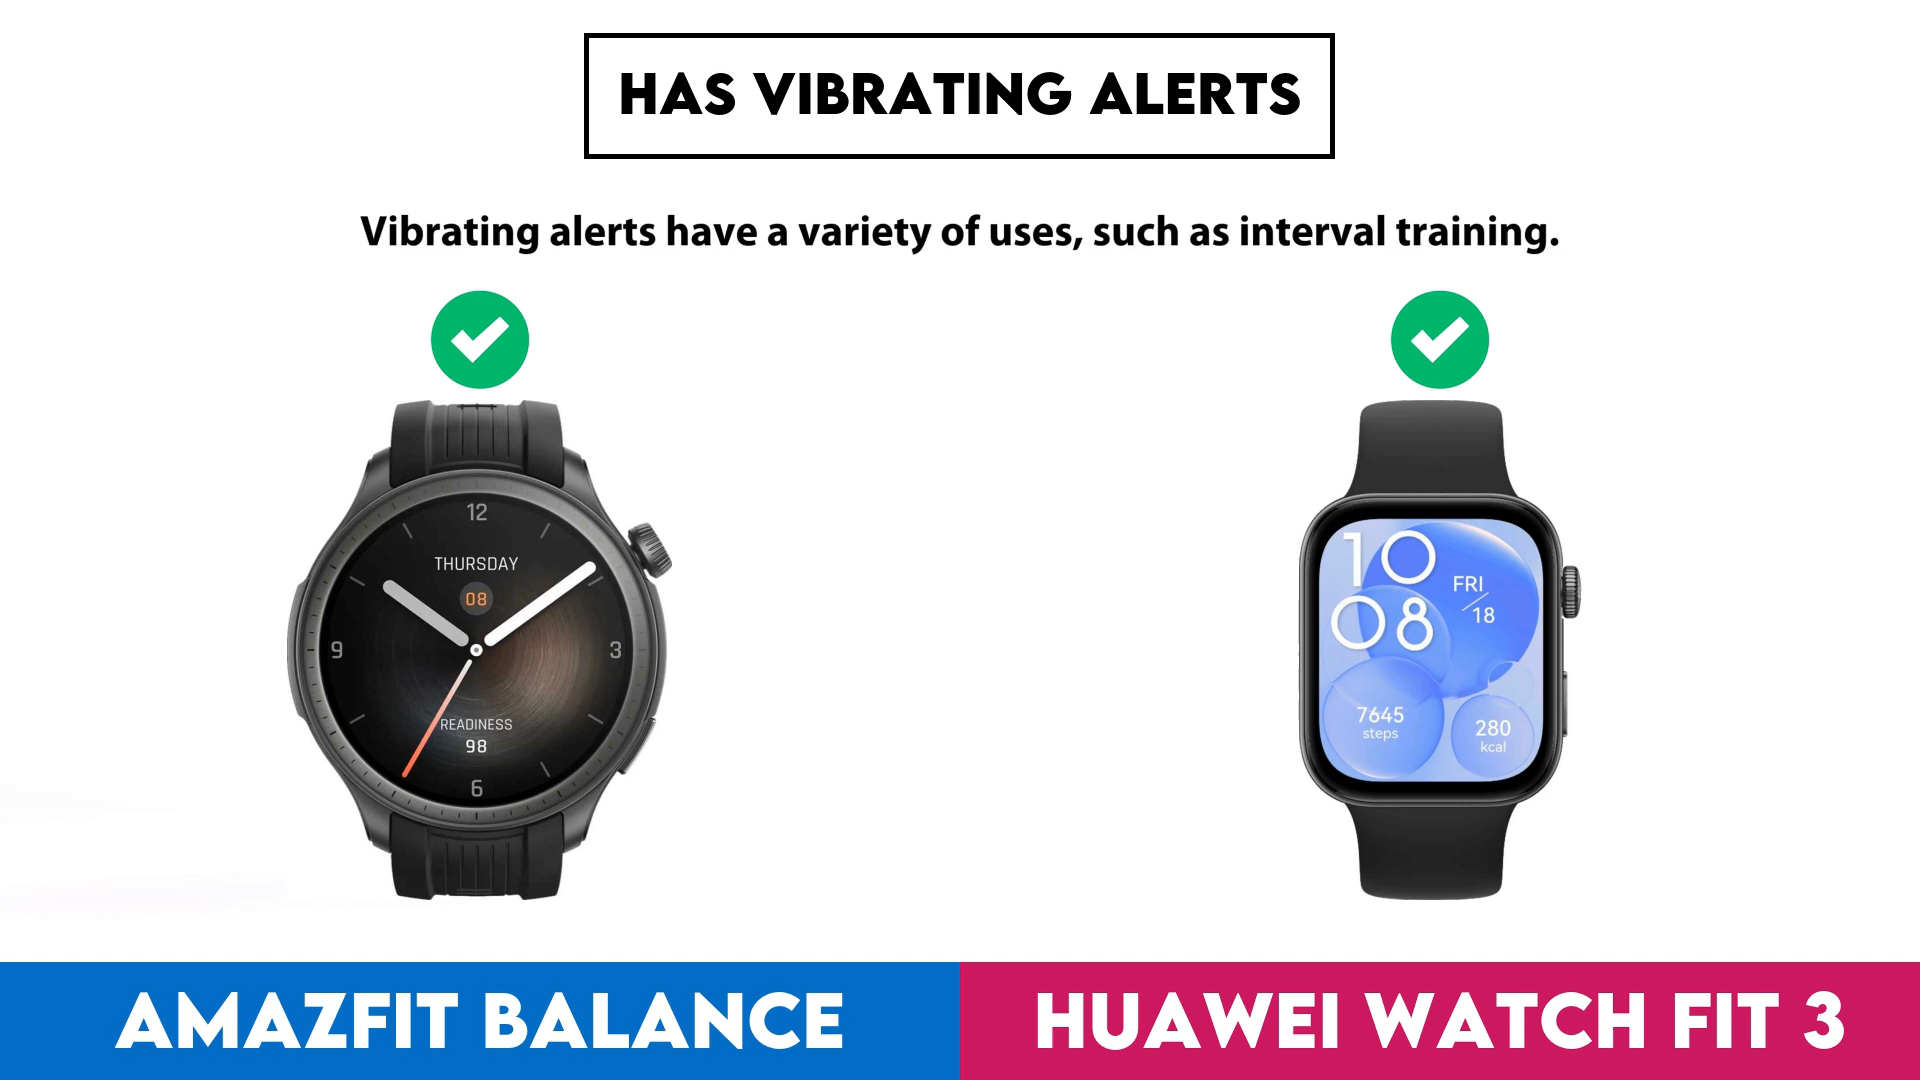 HAS VIBRATING ALERTS
Vibrating alerts have a variety of uses, such as interval training.
12
THURSDAY
08
9
3
READINESS
98
6
10
08
FRI
18
7645
steps
280
kcal
AMAZFIT BALANCE
HUAWEI WATCH FIT 3